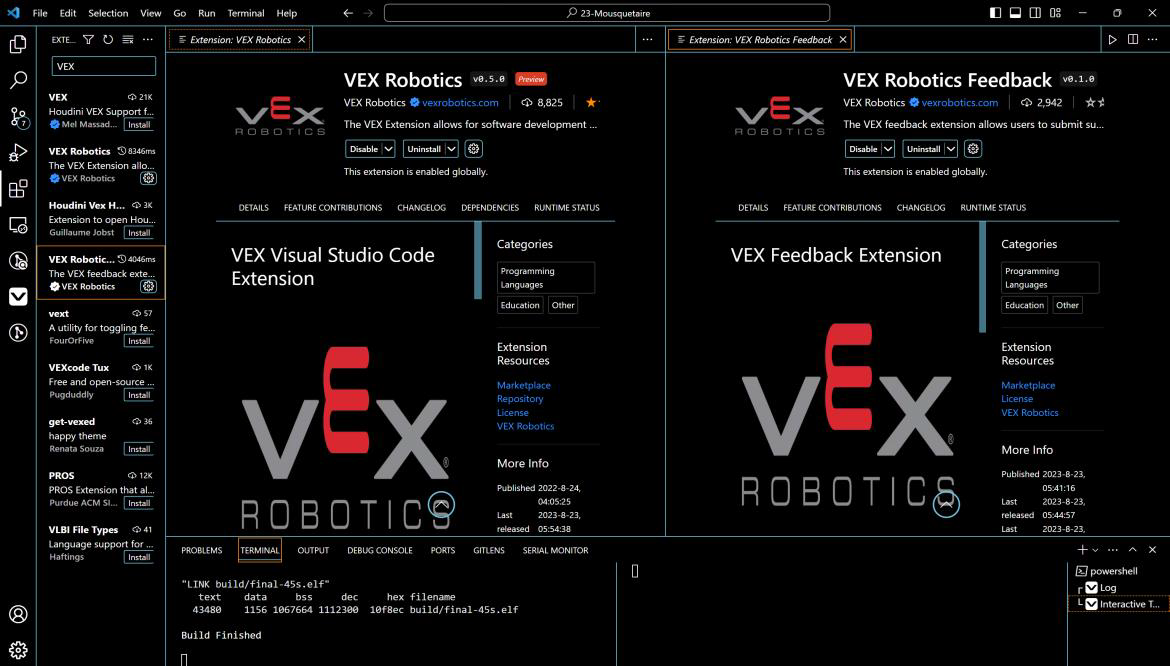 File Edit Selection View Go Run Terminal Help
23-Mousquetaire
EXTE...
VEX
VEX 21K
Houdini VEX Support f...
Mel Massad... Install
VEX Robotics 8346ms
The VEX Extension allo...
VEX Robotics
Houdini Vex H... 3K
Extension to open Hou...
Guillaume Jobst Install
VEX Robotic... 4046ms
The VEX feedback exte...
VEX Robotics
vext 57
A utility for toggling fe...
FourOrFive Install
VEXcode Tux 1K
Free and open-source ...
Pugduddly Install
get-vexed 36
happy theme
Renata Souza Install
PROS 12K
PROS Extension that al...
Purdue ACM SI... Install
VLBI File Types 41
Language support for ...
Haftings Install
7
Extension: VEX Robotics
VEX Robotics v0.5.0 Preview
VEX Robotics vexrobotics.com 8,825
The VEX Extension allows for software development ...
Disable Uninstall
This extension is enabled globally.
DETAILS FEATURE CONTRIBUTIONS CHANGELOG DEPENDENCIES RUNTIME STATUS
VEX
ROBOTICS
VEX Visual Studio Code
Extension
VEX
®
ROBOTICS
Categories
Programming
Languages
Education Other
Extension
Resources
Marketplace
Repository
License
VEX Robotics
More Info
Published 2022-8-24,
04:05:25
Last 2023-8-23,
released 05:54:38
Extension: VEX Robotics Feedback
VEX Robotics Feedback v0.1.0
VEX Robotics vexrobotics.com 2,942
The VEX feedback extension allows users to submit su...
Disable Uninstall
This extension is enabled globally.
DETAILS FEATURE CONTRIBUTIONS CHANGELOG RUNTIME STATUS
VEX
ROBOTICS
VEX Feedback Extension
VEX
®
ROBOTICS
Categories
Programming
Languages
Education Other
Extension
Resources
Marketplace
License
VEX Robotics
More Info
Published 2023-8-23,
05:41:16
Last 2023-8-23,
released 05:44:57
Last 2023-8-23,
PROBLEMS TERMINAL OUTPUT DEBUG CONSOLE PORTS GITLENS SERIAL MONITOR
"LINK build/final-45s.elf"
text data bss dec hex filename
43480 1156 1067664 1112300 10f8ec build/final-45s.elf
Build Finished
powershell
Log
Interactive T...